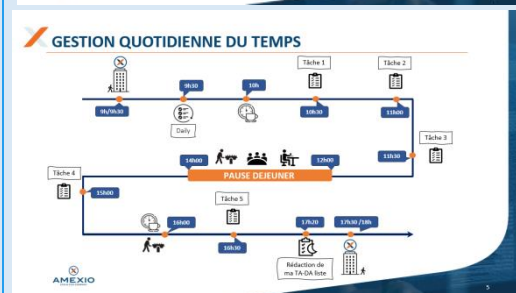 GESTION QUOTIDIENNE DU TEMPS
9h/9h30
9h30
Daily
10h
Tâche 1
10h30
Tâche 2
11h00
Tâche 3
11h30
12h00
PAUSE DEJEUNER
14h00
Tâche 4
15h00
16h00
Tâche 5
16h30
17h20
Rédaction de
ma TA-DA liste
17h30 /18h
AMEXIO
5